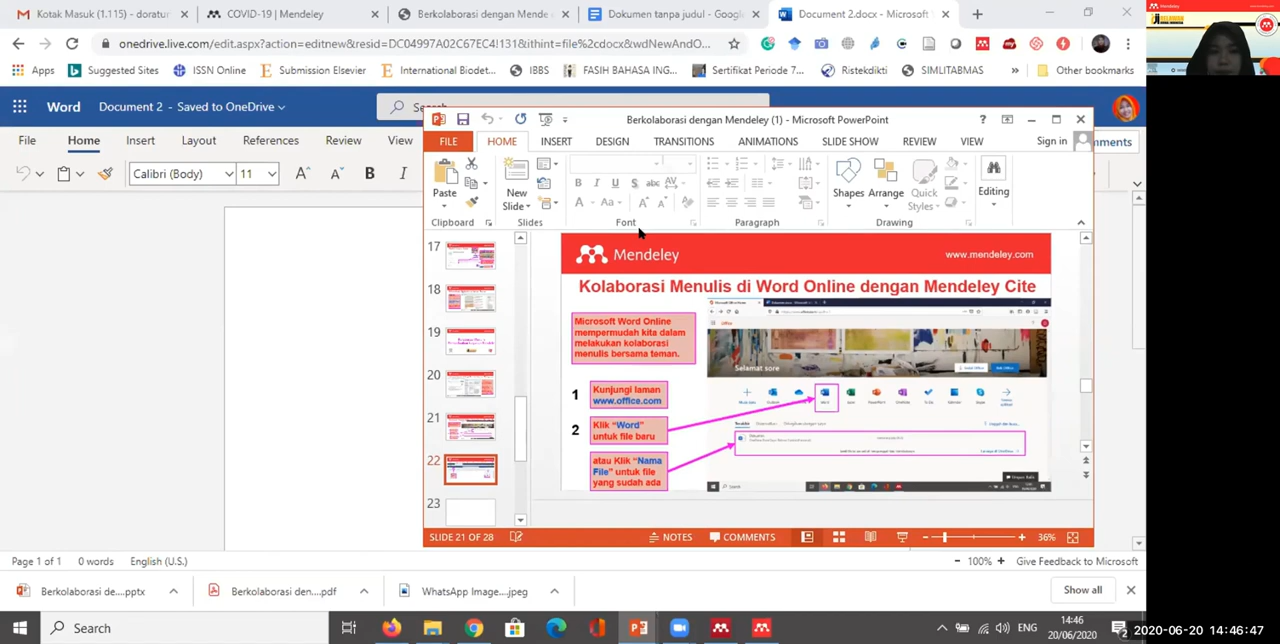 Kotak Masuk (1.115) - doratur
COVID-19 | Mendeley
Berkolaborasi dengan Mende
Dokumen tanpa judul - Google
Document 2.docx - Microsoft
onedrive.live.com/edit.aspx?action=editnew&resid=DC04997A02C67EC4!1318&ithint=file%2cdocx&wdNewAndO...
Apps
Suggested Sites
ISSN Online
Submission Elsevier
International Biodet...
IBBS
FASIH BAHASA ING...
Sertifikat Periode 7...
Ristekdikti
SIMLITABMAS
»
Other bookmarks
Word
Document 2 - Saved to OneDrive
File
Home
Insert
Layout
References
Review
View
Calibri (Body)
11
B
I
Berkolaborasi dengan Mendeley (1) - Microsoft PowerPoint
FILE
HOME
INSERT
DESIGN
TRANSITIONS
ANIMATIONS
SLIDE SHOW
REVIEW
VIEW
Sign in
mments
Paste
New
Slides
Shapes
Arrange
Quick
Styles
Editing
Clipboard
Slides
Font
Paragraph
Drawing
17
18
19
20
21
22
23
Mendeley
www.mendeley.com
Kolaborasi Menulis di Word Online dengan Mendeley Cite
Microsoft Word Online
mempermudah kita dalam
melakukan kolaborasi
menulis bersama teman.
1
Kunjungi laman
www.office.com
2
Klik “Word”
untuk file baru
atau Klik “Nama
File” untuk file
yang sudah ada
Selamat sore
SLIDE 21 OF 28
NOTES
COMMENTS
36%
Page 1 of 1
0 words
English (U.S.)
100%
Give Feedback to Microsoft
Berkolaborasi de....pptx
Berkolaborasi den....pdf
WhatsApp Image....jpeg
Show all
Search
ENG
14:46
20/06/2020
2020-06-20 14:46:47